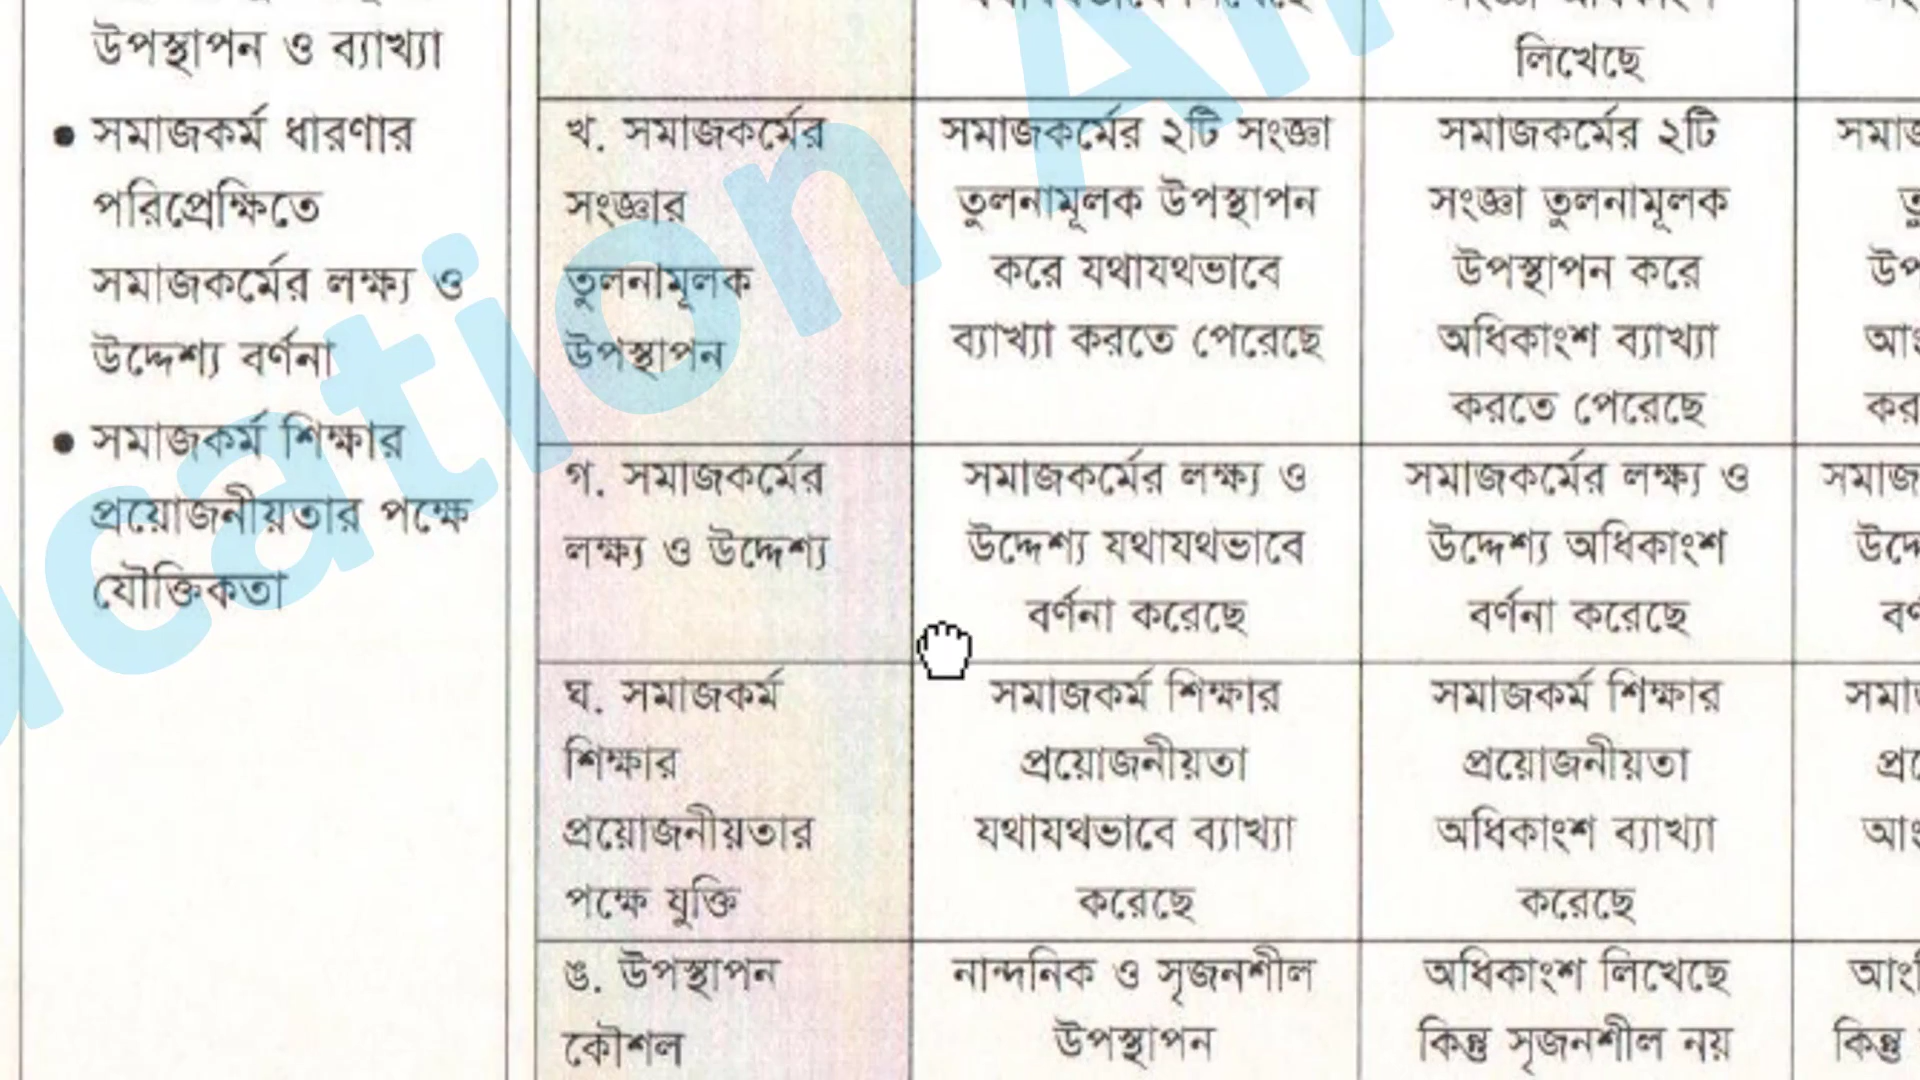 উপস্থাপন ও ব্যাখ্যা
• সমাজকর্ম ধারণার
পরিপ্রেক্ষিতে
সমাজকর্মের লক্ষ্য ও
উদ্দেশ্য বর্ণনা
• সমাজকর্ম শিক্ষার
প্রয়োজনীয়তার পক্ষে
যৌক্তিকতা
লিখেছে
খ. সমাজকর্মের
সংজ্ঞার
তুলনামূলক
উপস্থাপন
সমাজকর্মের ২টি সংজ্ঞা
তুলনামূলক উপস্থাপন
করে যথাযথভাবে
ব্যাখ্যা করতে পেরেছে
সমাজকর্মের ২টি
সংজ্ঞা তুলনামূলক
উপস্থাপন করে
অধিকাংশ ব্যাখ্যা
করতে পেরেছে
গ. সমাজকর্মের
লক্ষ্য ও উদ্দেশ্য
সমাজকর্মের লক্ষ্য ও
উদ্দেশ্য যথাযথভাবে
বর্ণনা করেছে
সমাজকর্মের লক্ষ্য ও
উদ্দেশ্য অধিকাংশ
বর্ণনা করেছে
ঘ. সমাজকর্ম
শিক্ষার
প্রয়োজনীয়তার
পক্ষে যুক্তি
সমাজকর্ম শিক্ষার
প্রয়োজনীয়তা
যথাযথভাবে ব্যাখ্যা
করেছে
সমাজকর্ম শিক্ষার
প্রয়োজনীয়তা
অধিকাংশ ব্যাখ্যা
করেছে
ঙ. উপস্থাপন
কৌশল
নান্দনিক ও সৃজনশীল
উপস্থাপন
অধিকাংশ লিখেছে
কিন্তু সৃজনশীল নয়
কিন্তু